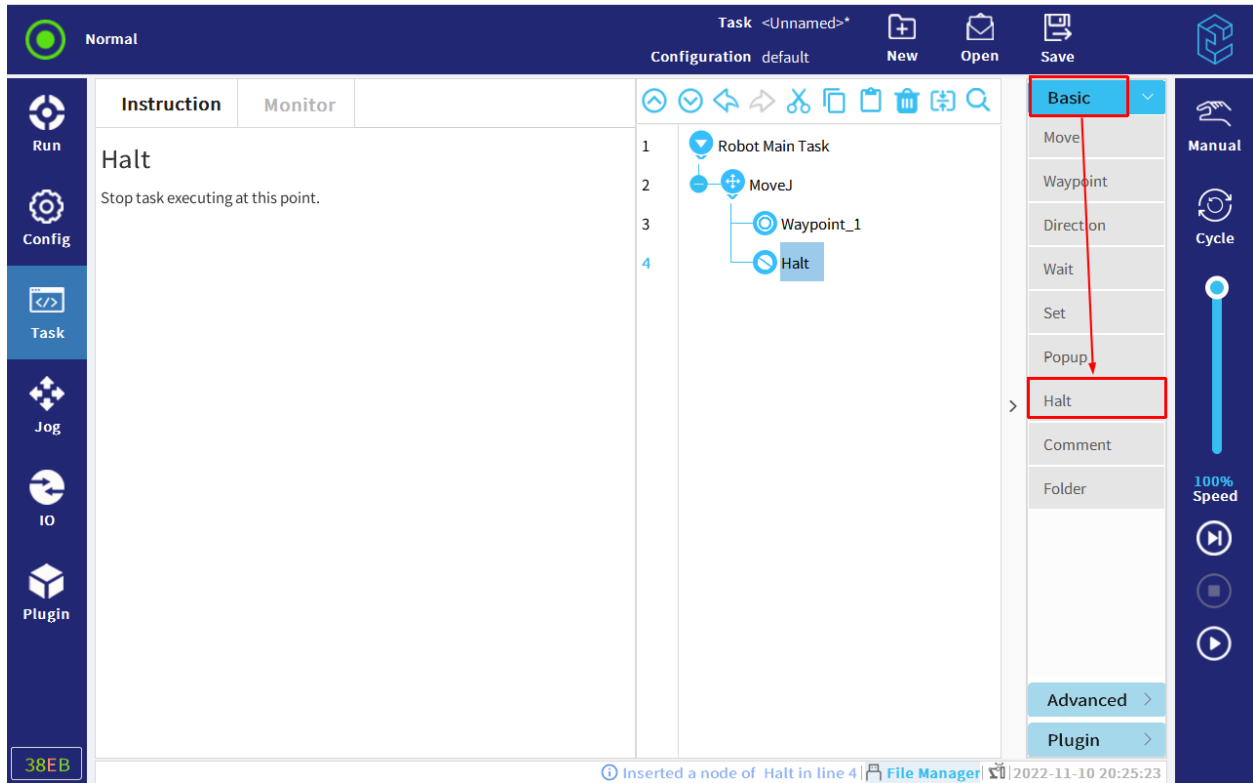 Normal
Task <Unnamed>*
Configuration default
New
Open
Save
Run
Config
Task
Jog
IO
Plugin
38EB
Instruction
Monitor
Halt
Stop task executing at this point.
1 Robot Main Task
2 MoveJ
3 Waypoint_1
4 Halt
Basic
Move
Waypoint
Direction
Wait
Set
Popup
Halt
Comment
Folder
Advanced
Plugin
Manual
Cycle
100%
Speed
Inserted a node of Halt in line 4 File Manager 2022-11-10 20:25:23